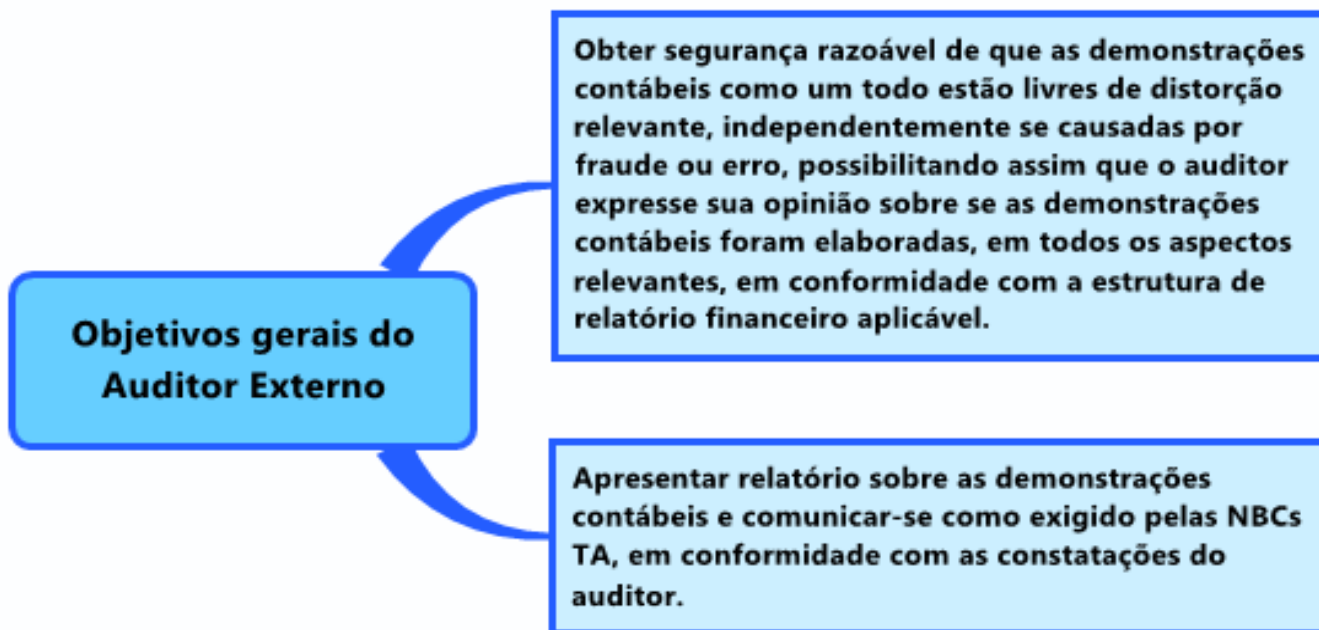 Objetivos gerais do
Auditor Externo
Obter segurança razoável de que as demonstrações
contábeis como um todo estão livres de distorção
relevante, independentemente se causadas por
fraude ou erro, possibilitando assim que o auditor
expresse sua opinião sobre se as demonstrações
contábeis foram elaboradas, em todos os aspectos
relevantes, em conformidade com a estrutura de
relatório financeiro aplicável.
Apresentar relatório sobre as demonstrações
contábeis e comunicar-se como exigido pelas NBCs
TA, em conformidade com as constatações do
auditor.